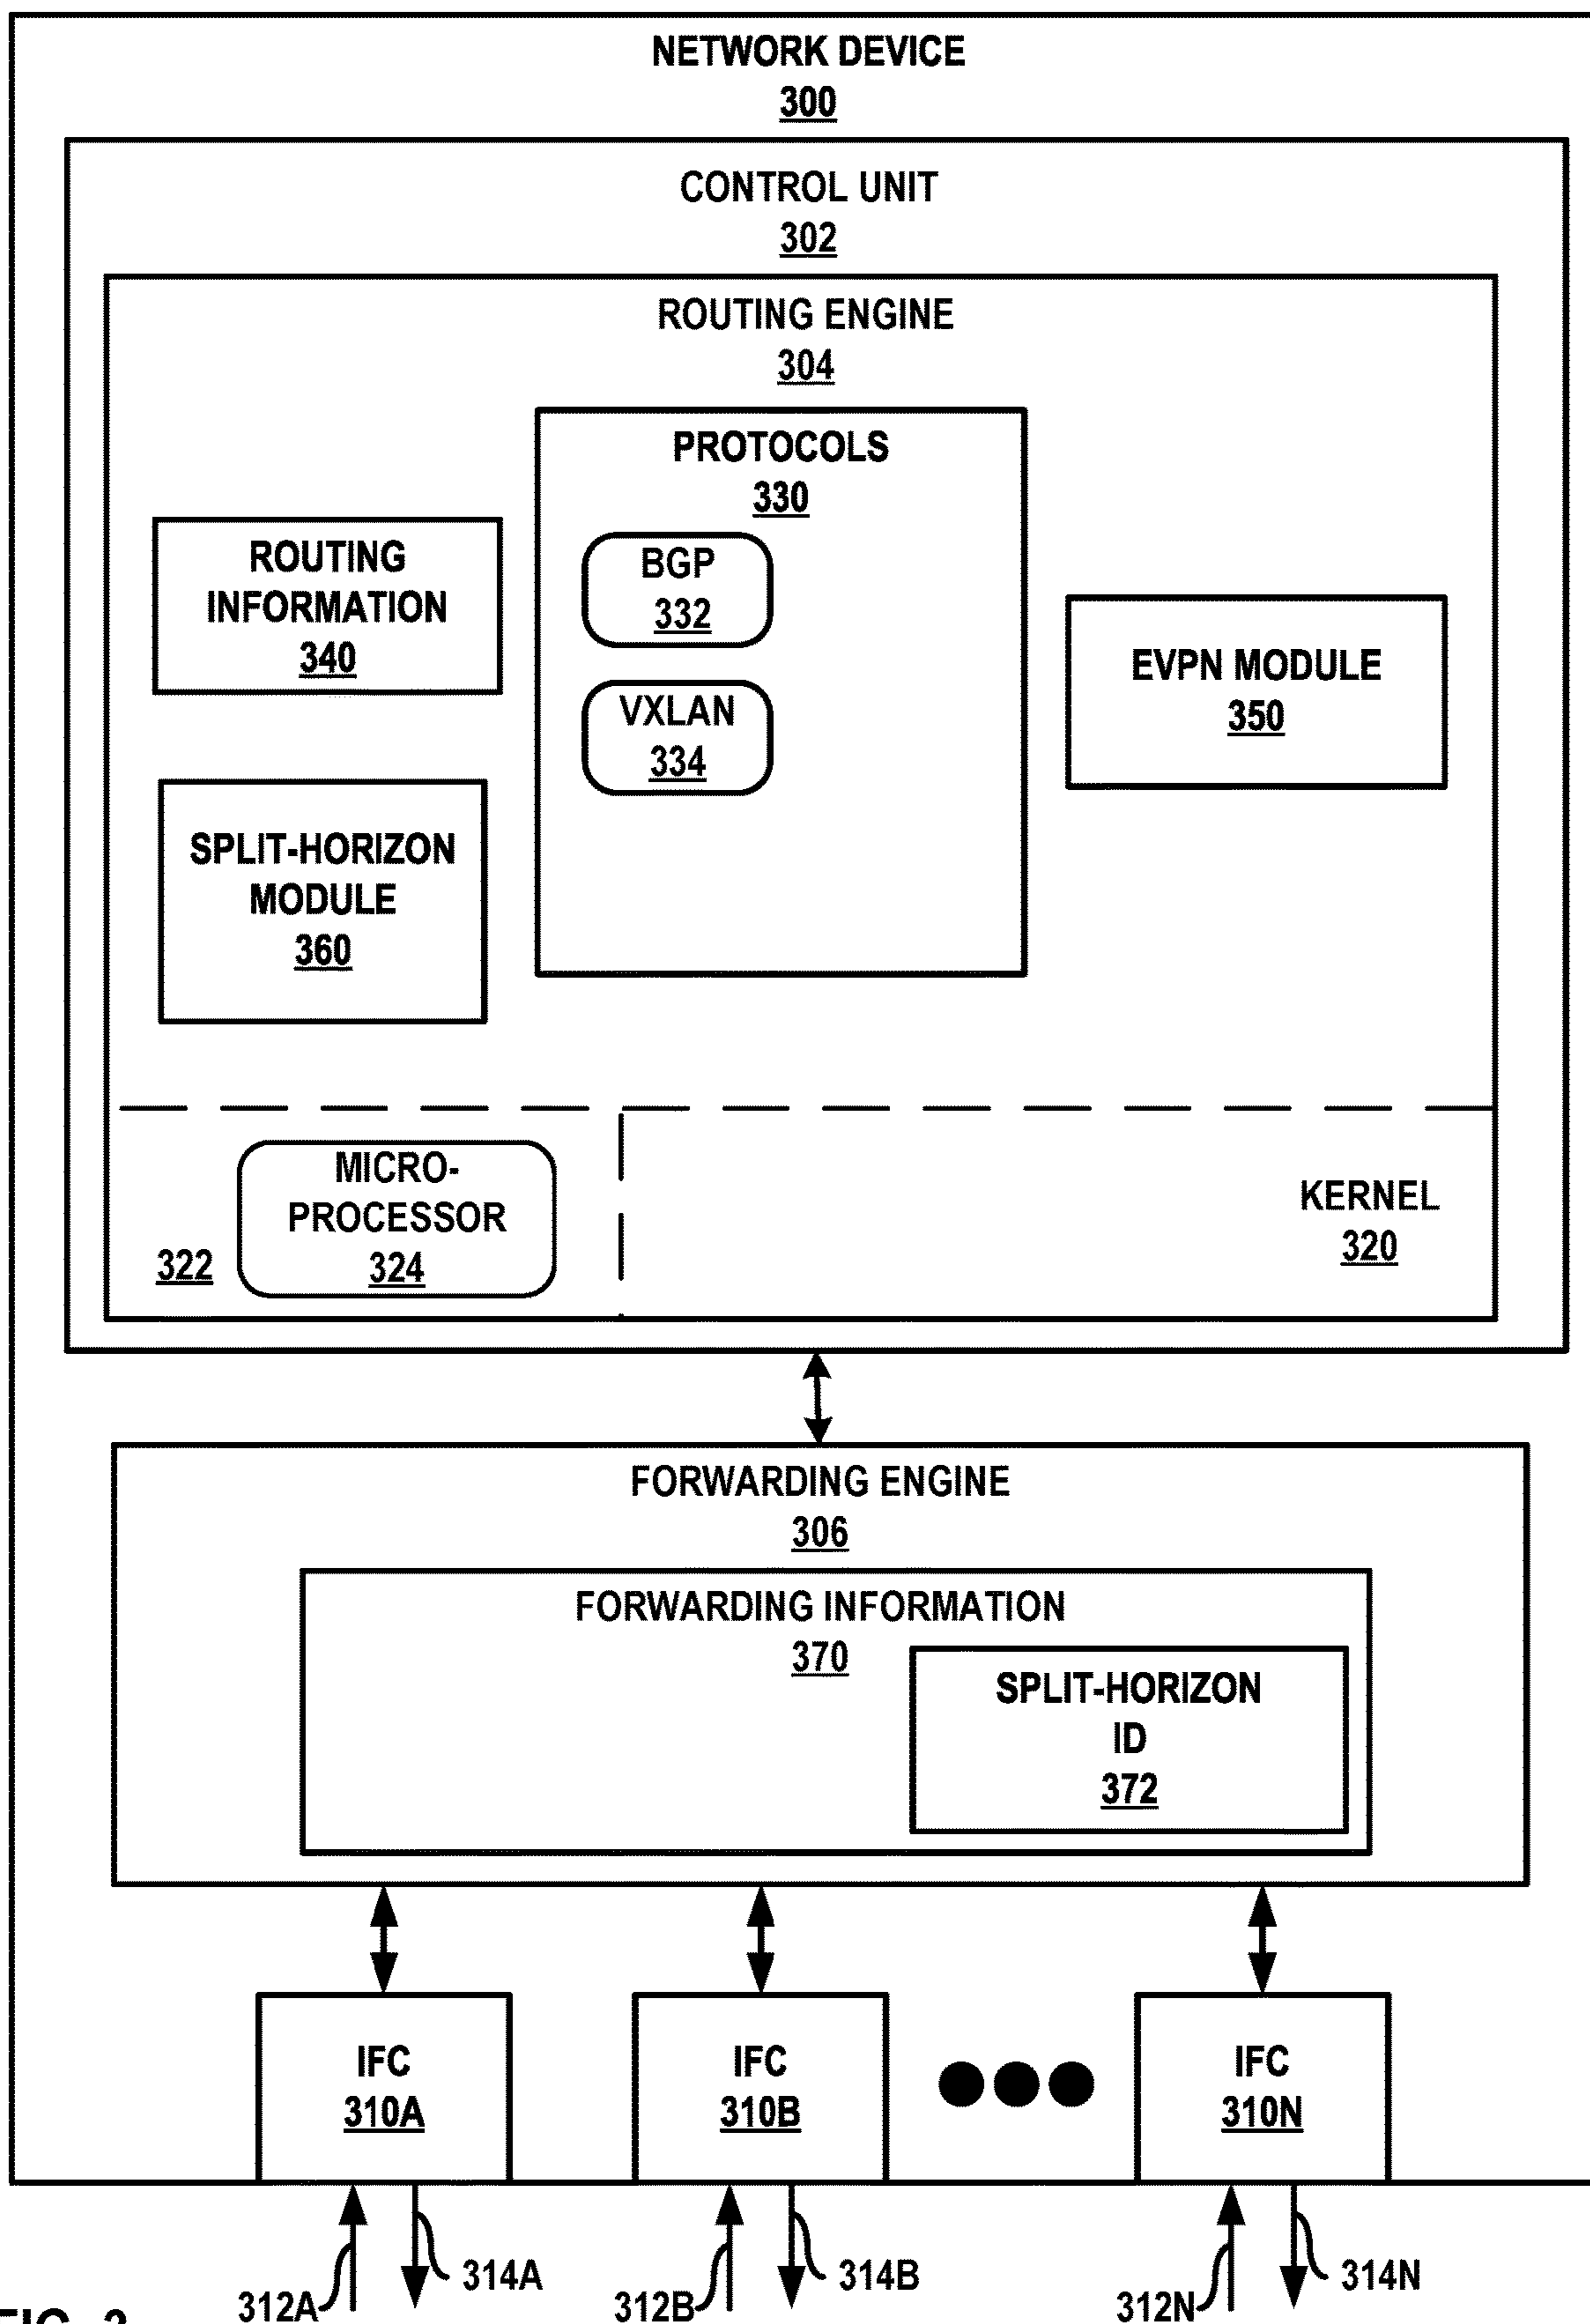 NETWORK DEVICE
300
CONTROL UNIT
302
ROUTING ENGINE
304
PROTOCOLS
330
BGP
332
VXLAN
334
ROUTING
INFORMATION
340
SPLIT-HORIZON
MODULE
360
EVPN MODULE
350
MICRO-
PROCESSOR
324
322
KERNEL
320
FORWARDING ENGINE
306
FORWARDING INFORMATION
370
SPLIT-HORIZON
ID
372
IFC
310A
IFC
310B
IFC
310N
312A
314A
312B
314B
312N
314N